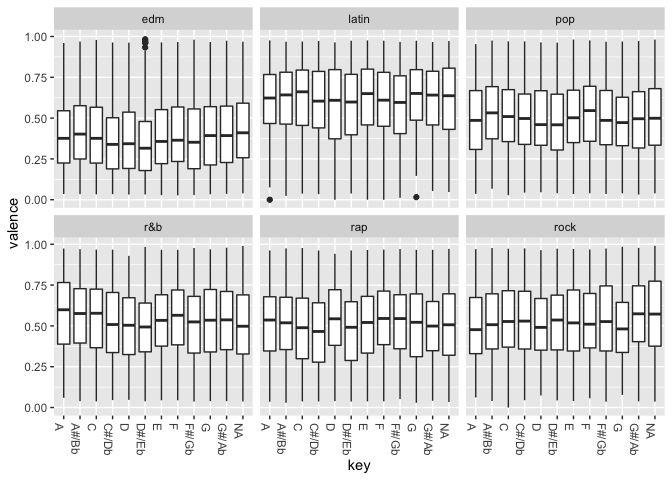 edm latin pop
1.00
0.75
0.50
0.25
0.00
valence
r&b rap rock
1.00
0.75
0.50
0.25
0.00
A A#/Bb C C#/Db D D#/Eb E F F#/Gb G G#/Ab NA A A#/Bb C C#/Db D D#/Eb E F F#/Gb G G#/Ab NA A A#/Bb C C#/Db D D#/Eb E F F#/Gb G G#/Ab NA
key